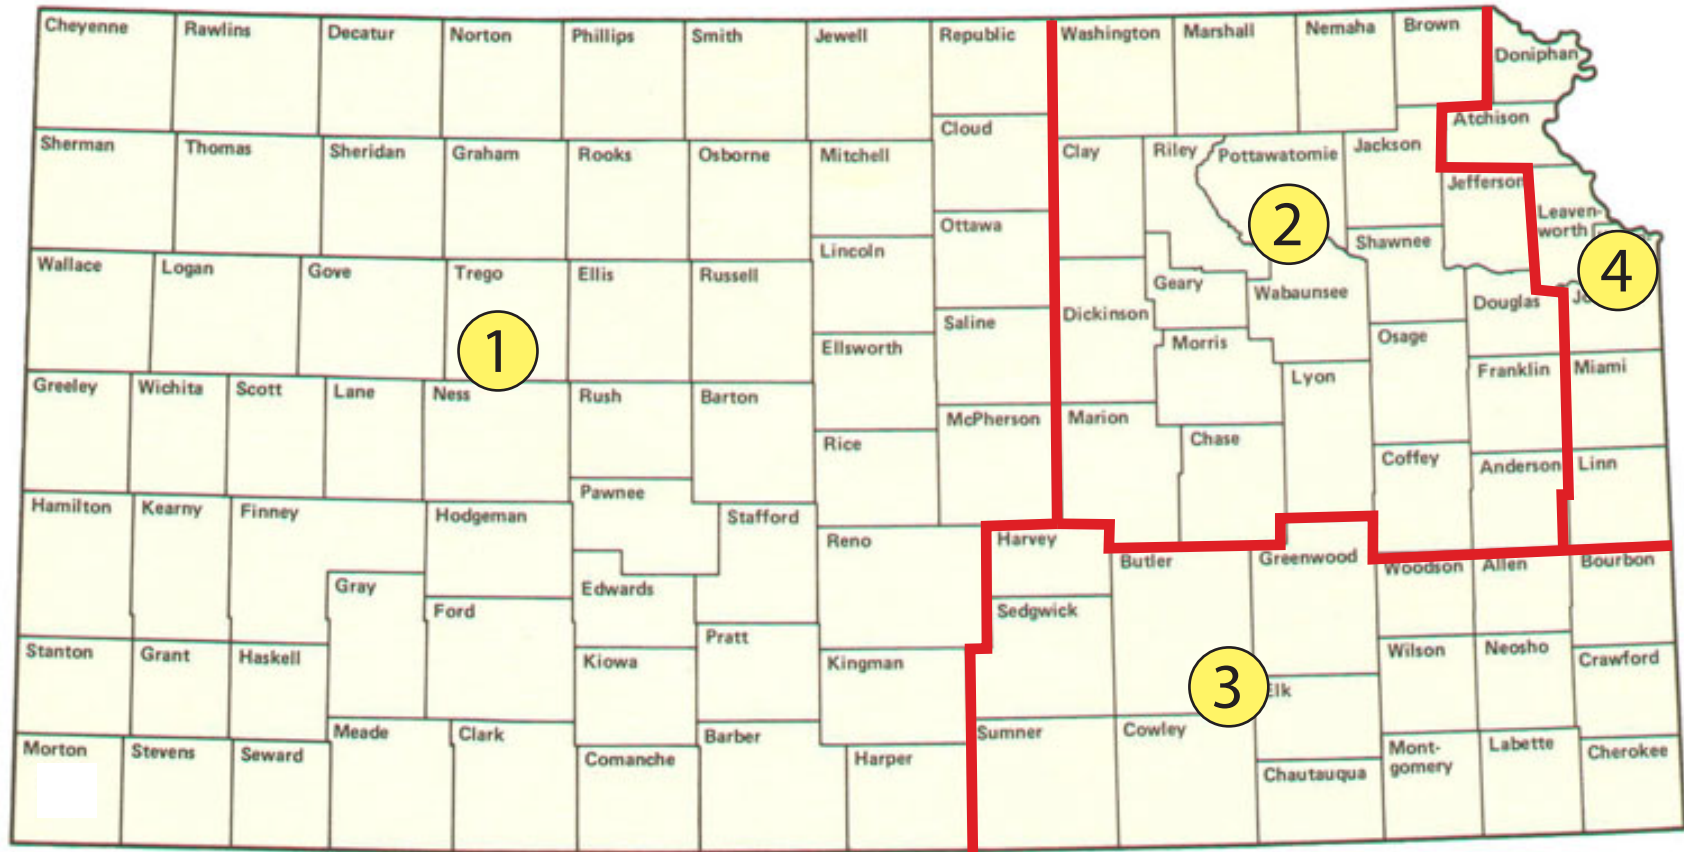 Cheyenne
Rawlins
Decatur
Norton
Phillips
Smith
Jewell
Republic
Washington
Marshall
Nemaha
Brown
Doniphan
Cloud
Atchison
Sherman
Thomas
Sheridan
Graham
Rooks
Osborne
Mitchell
Clay
Riley
Pottawatomie
Jackson
Jefferson
Ottawa
Leaven-
worth
2
Shawnee
Lincoln
Wallace
Logan
Gove
Trego
Ellis
Russell
4
Geary
Wabaunsee
Douglas
Jo
Saline
Dickinson
1
Ellsworth
Morris
Osage
Greeley
Wichita
Scott
Lane
Ness
Rush
Barton
Lyon
Franklin
Miami
McPherson
Marion
Rice
Chase
Coffey
Anderson
Linn
Hamilton
Kearny
Finney
Hodgeman
Pawnee
Stafford
Reno
Harvey
Butler
Greenwood
Woodson
Allen
Bourbon
Gray
Ford
Edwards
Sedgwick
Pratt
Stanton
Grant
Haskell
Kiowa
Kingman
Wilson
Neosho
Crawford
3
Elk
Meade
Clark
Barber
Sumner
Cowley
Morton
Stevens
Seward
Comanche
Harper
Chautauqua
Mont-
gomery
Labette
Cherokee